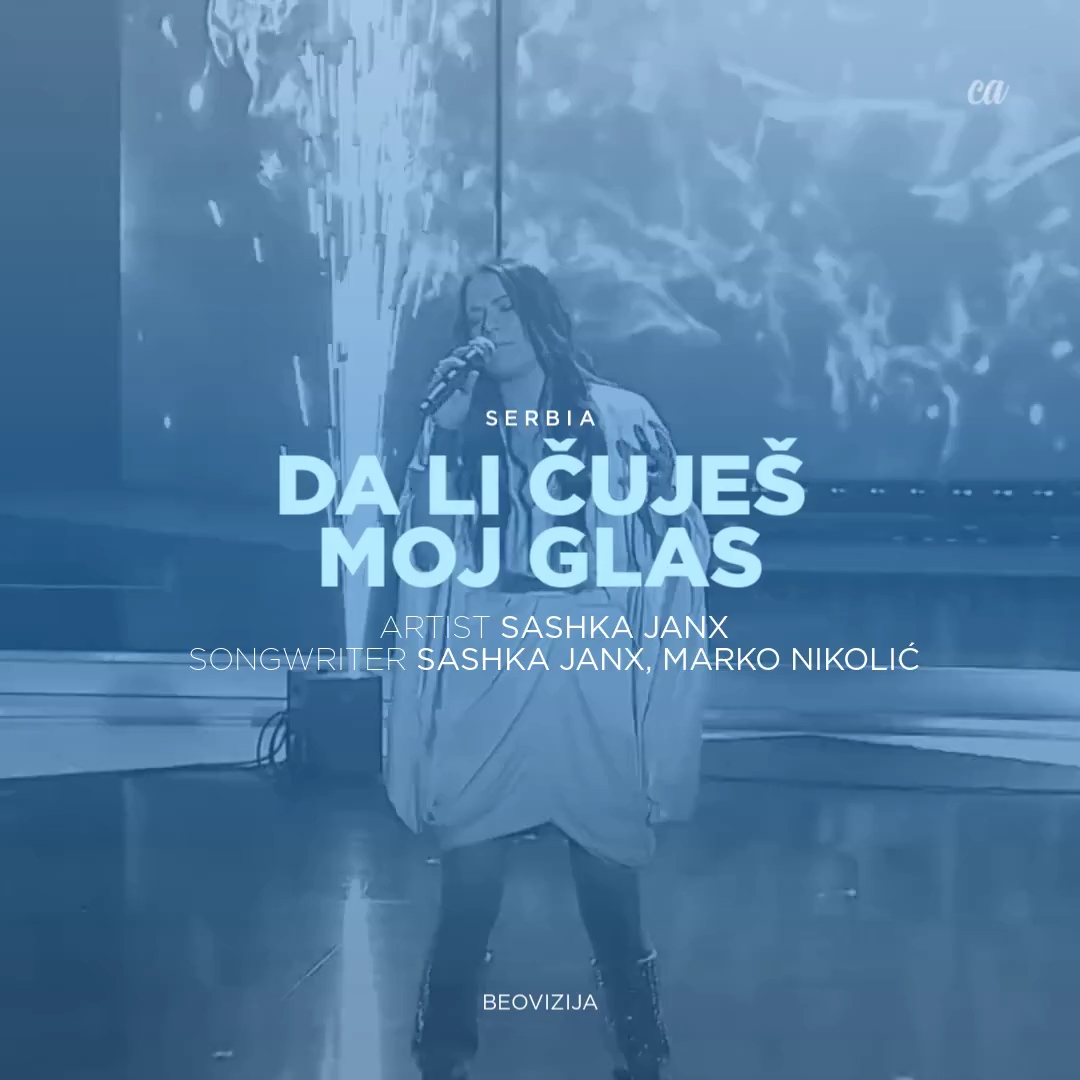 ca
SERBIA
DA LI ČUJEŠ
MOJ GLAS
ARTIST SASHKA JANX
SONGWRITER SASHKA JANX, MARKO NIKOLIĆ
BEOVIZIJA